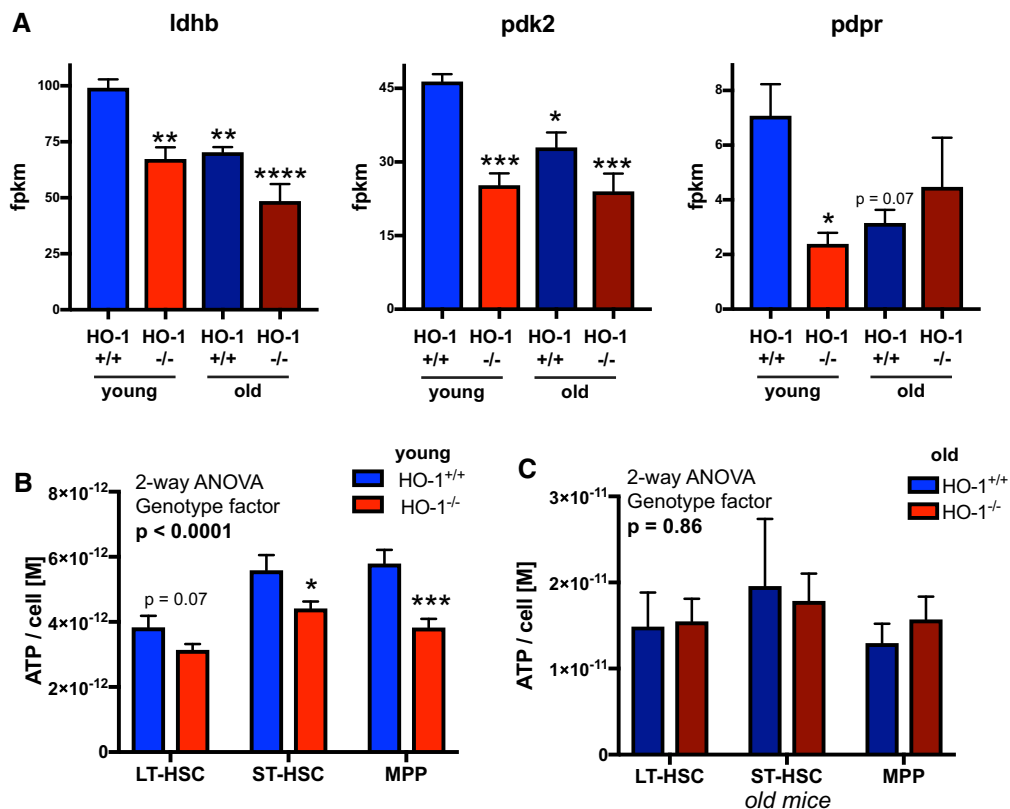 A
ldhb
pdk2
pdpr
fpkm
100
75
50
25
0
**
**
****
HO-1 HO-1 HO-1 HO-1
+/+ -/- +/+ -/-
young old
fpkm
45
30
15
0
***
*
***
HO-1 HO-1 HO-1 HO-1
+/+ -/- +/+ -/-
young old
fpkm
8
6
4
2
0
*
p = 0.07
HO-1 HO-1 HO-1 HO-1
+/+ -/- +/+ -/-
young old
B
2-way ANOVA
Genotype factor
p < 0.0001
young
HO-1+/+
HO-1-/-
ATP / cell [M]
8×10-12
6×10-12
4×10-12
2×10-12
0
p = 0.07
*
***
LT-HSC ST-HSC MPP
C
2-way ANOVA
Genotype factor
p = 0.86
old
HO-1+/+
HO-1-/-
ATP / cell [M]
3×10-11
2×10-11
1×10-11
0
LT-HSC ST-HSC MPP
old mice